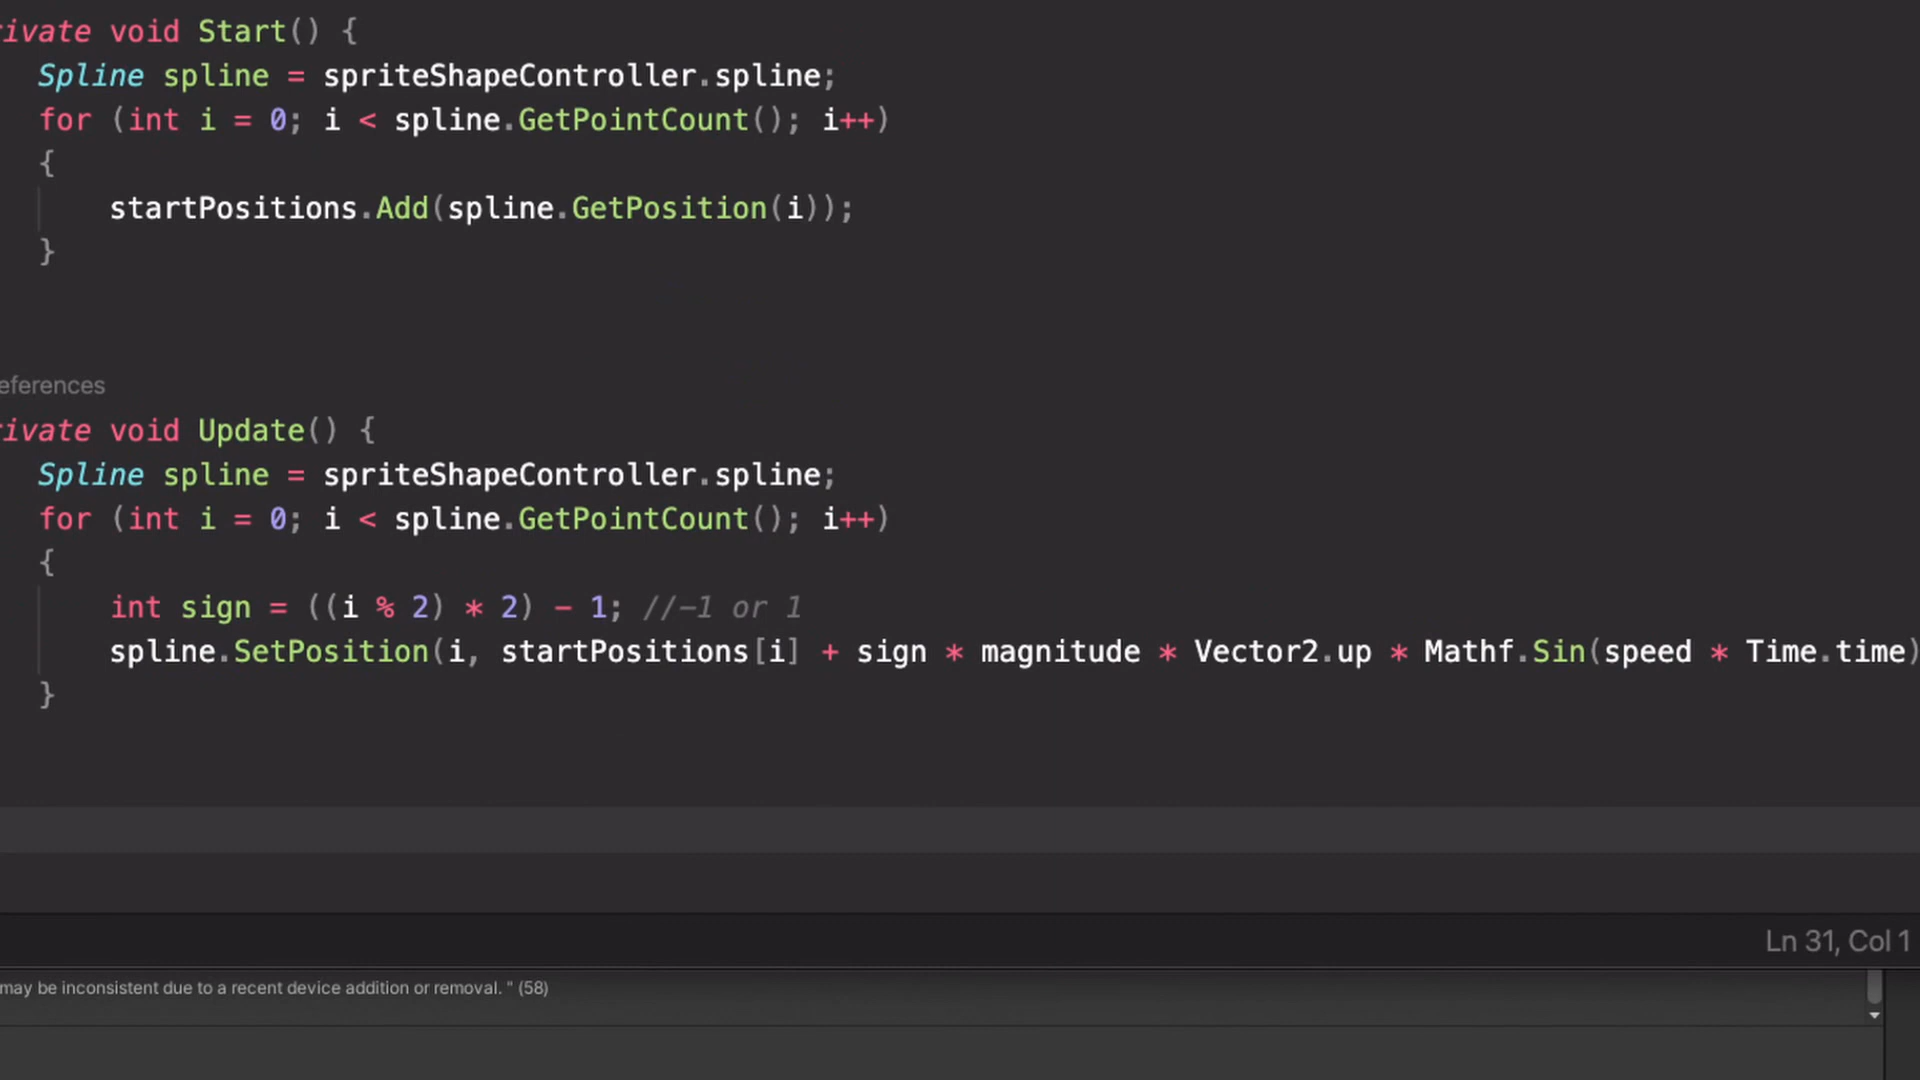 rivate void Start() {
Spline spline = spriteShapeController.spline;
for (int i = 0; i < spline.GetPointCount(); i++)
{
startPositions.Add(spline.GetPosition(i));
}
eferences
rivate void Update() {
Spline spline = spriteShapeController.spline;
for (int i = 0; i < spline.GetPointCount(); i++)
{
int sign = ((i % 2) * 2) - 1; //-1 or 1
spline.SetPosition(i, startPositions[i] + sign * magnitude * Vector2.up * Mathf.Sin(speed * Time.time)
}
Ln 31, Col 1
may be inconsistent due to a recent device addition or removal. " (58)